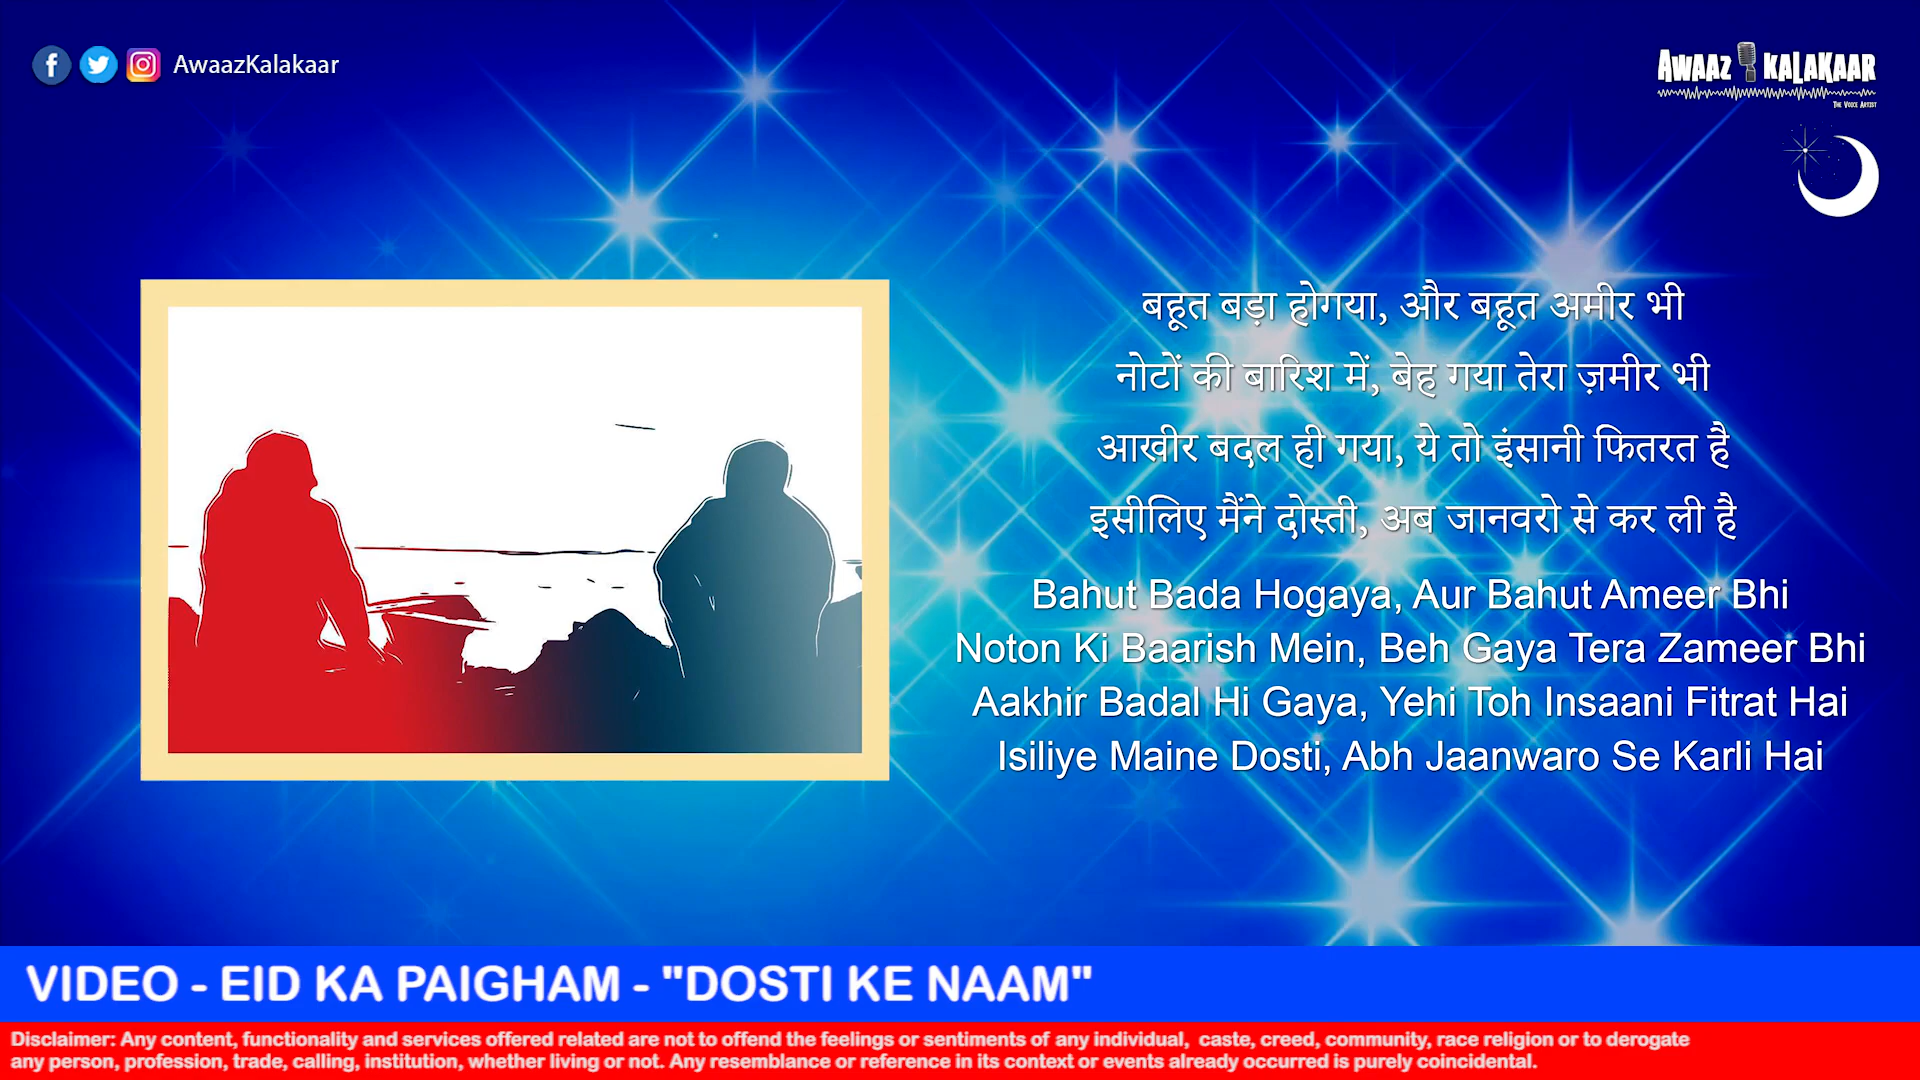 AwaazKalakaar
AWAAZ KALAKAAR
THE VOICE ARTIST
बहूत बड़ा होगया, और बहूत अमीर भी
नोटों की बारिश में, बेह गया तेरा ज़मीर भी
आखीर बदल ही गया, ये तो इंसानी फितरत है
इसीलिए मैंने दोस्ती, अब जानवरो से कर ली है
Bahut Bada Hogaya, Aur Bahut Ameer Bhi
Noton Ki Baarish Mein, Beh Gaya Tera Zameer Bhi
Aakhir Badal Hi Gaya, Yehi Toh Insaani Fitrat Hai
Isiliye Maine Dosti, Abh Jaanwaro Se Karli Hai
VIDEO - EID KA PAIGHAM - "DOSTI KE NAAM"
Disclaimer: Any content, functionality and services offered related are not to offend the feelings or sentiments of any individual, caste, creed, community, race religion or to derogate
any person, profession, trade, calling, institution, whether living or not. Any resemblance or reference in its context or events already occurred is purely coincidental.